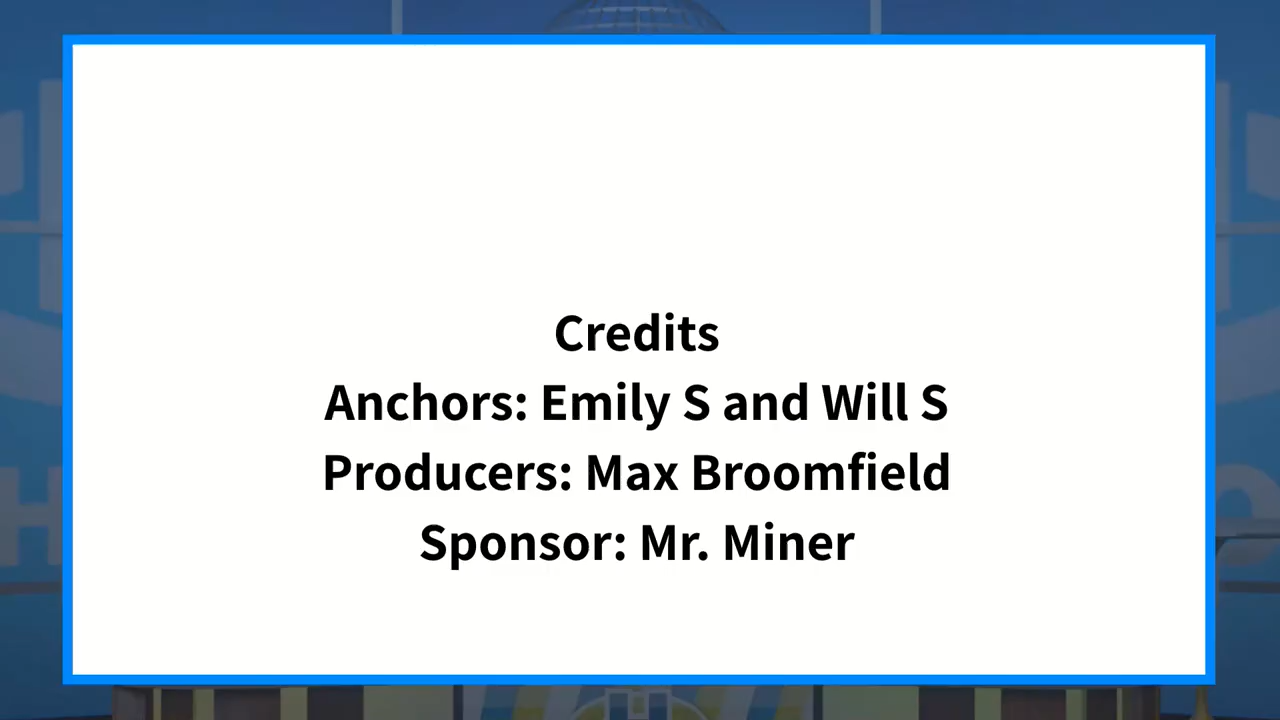 Credits
Anchors: Emily S and Will S
Producers: Max Broomfield
Sponsor: Mr. Miner